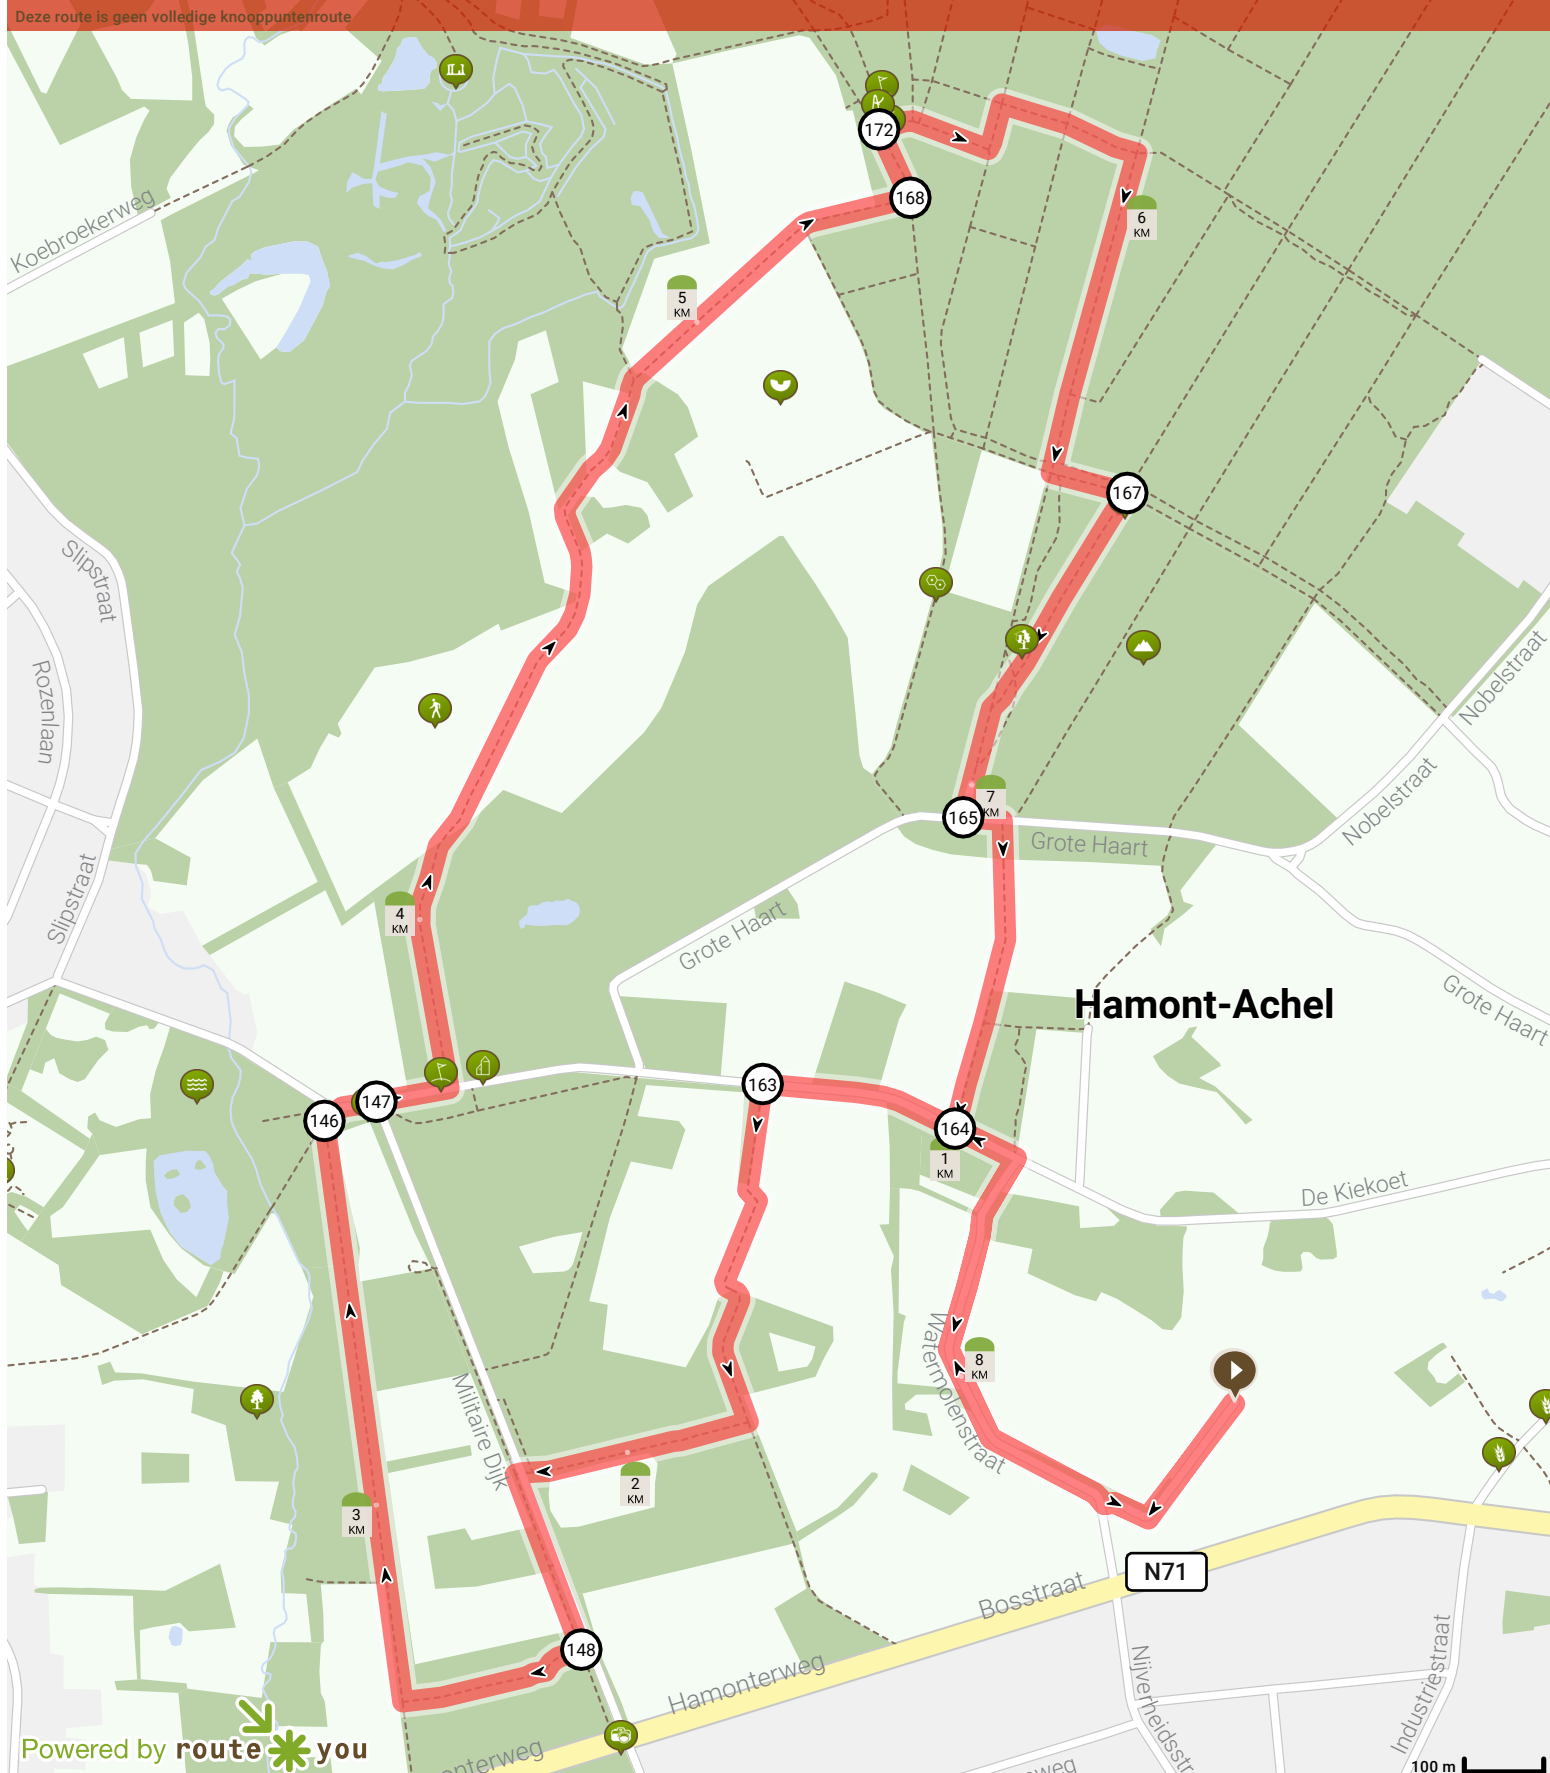 Deze route is geen volledige knooppuntenroute
172
168
Koebroekerweg
6
KM
5
KM
167
Slipstraat
Rozenlaan
Nobelstraat
Nobelstraat
7
KM
165
Grote Haart
Slipstraat
4
KM
Grote Haart
Hamont-Achel
Grote Haart
163
147
146
164
1
KM
De Kiekoet
Watermolenstraat
8
KM
Militaire Dijk
2
KM
3
KM
N71
Bosstraat
148
Hamonterweg
Nijverheidsstr
Industriestraat
Powered by routeyou
onterweg
weg
100 m